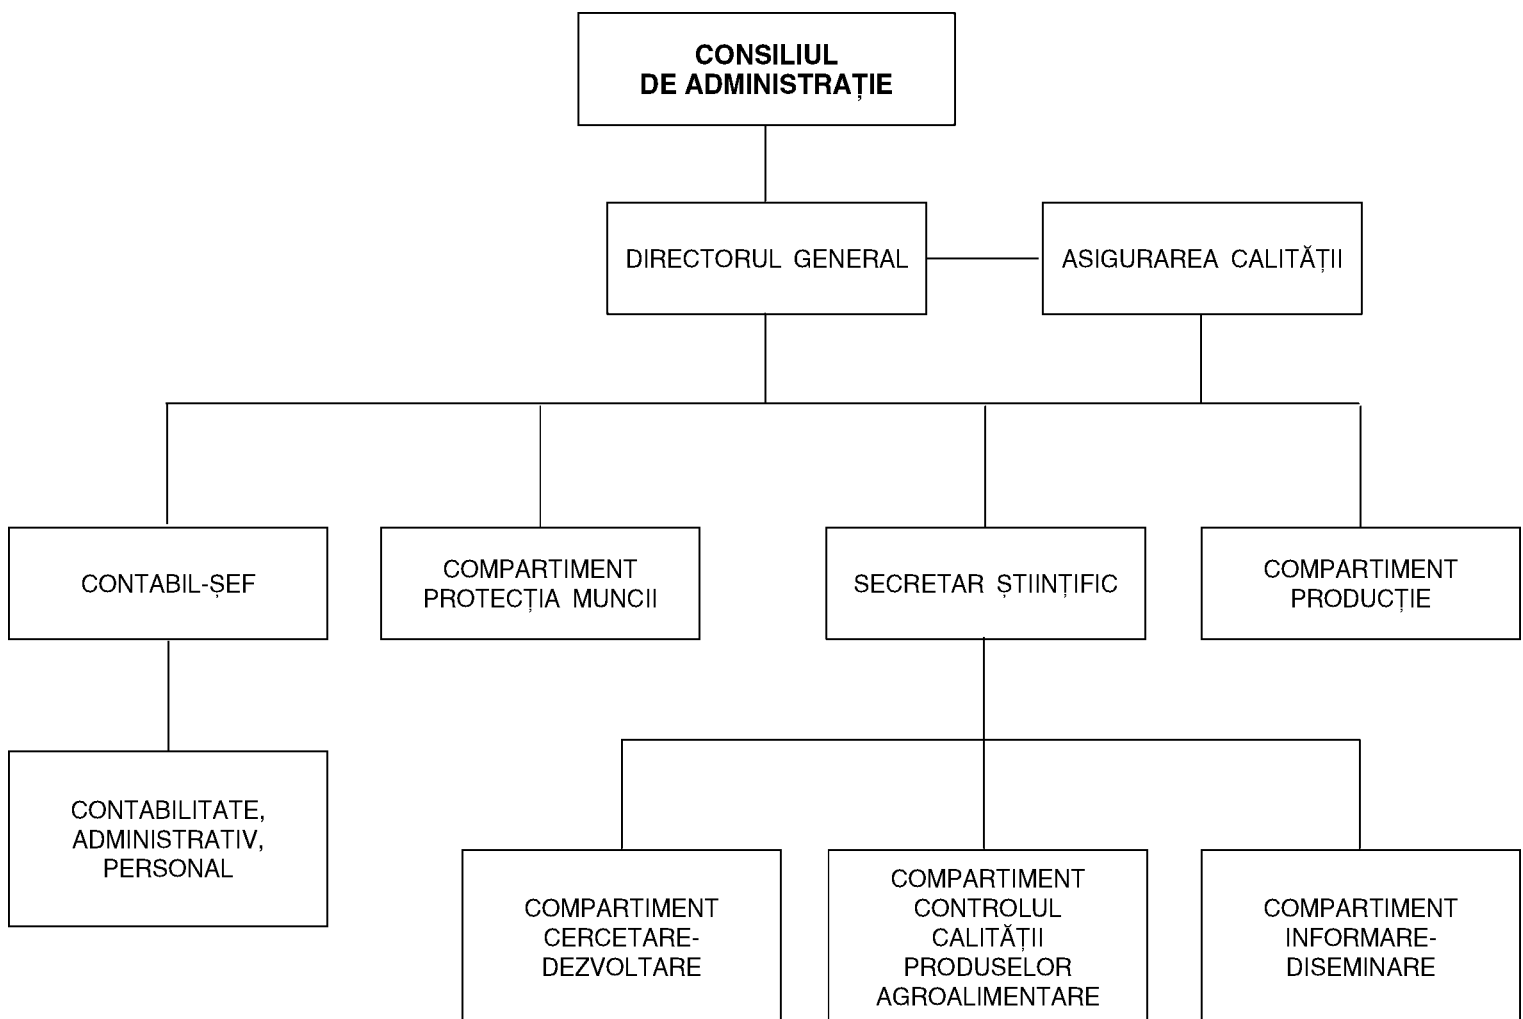 CONSILIUL
DE ADMINISTRAȚIE
DIRECTORUL GENERAL
ASIGURAREA CALITĂȚII
CONTABIL-ȘEF
COMPARTIMENT
PROTECȚIA MUNCII
SECRETAR ȘTIINȚIFIC
COMPARTIMENT
PRODUCȚIE
CONTABILITATE,
ADMINISTRATIV,
PERSONAL
COMPARTIMENT
CERCETARE-
DEZVOLTARE
COMPARTIMENT
CONTROLUL
CALITĂȚII
PRODUSELOR
AGROALIMENTARE
COMPARTIMENT
INFORMARE-
DISEMINARE